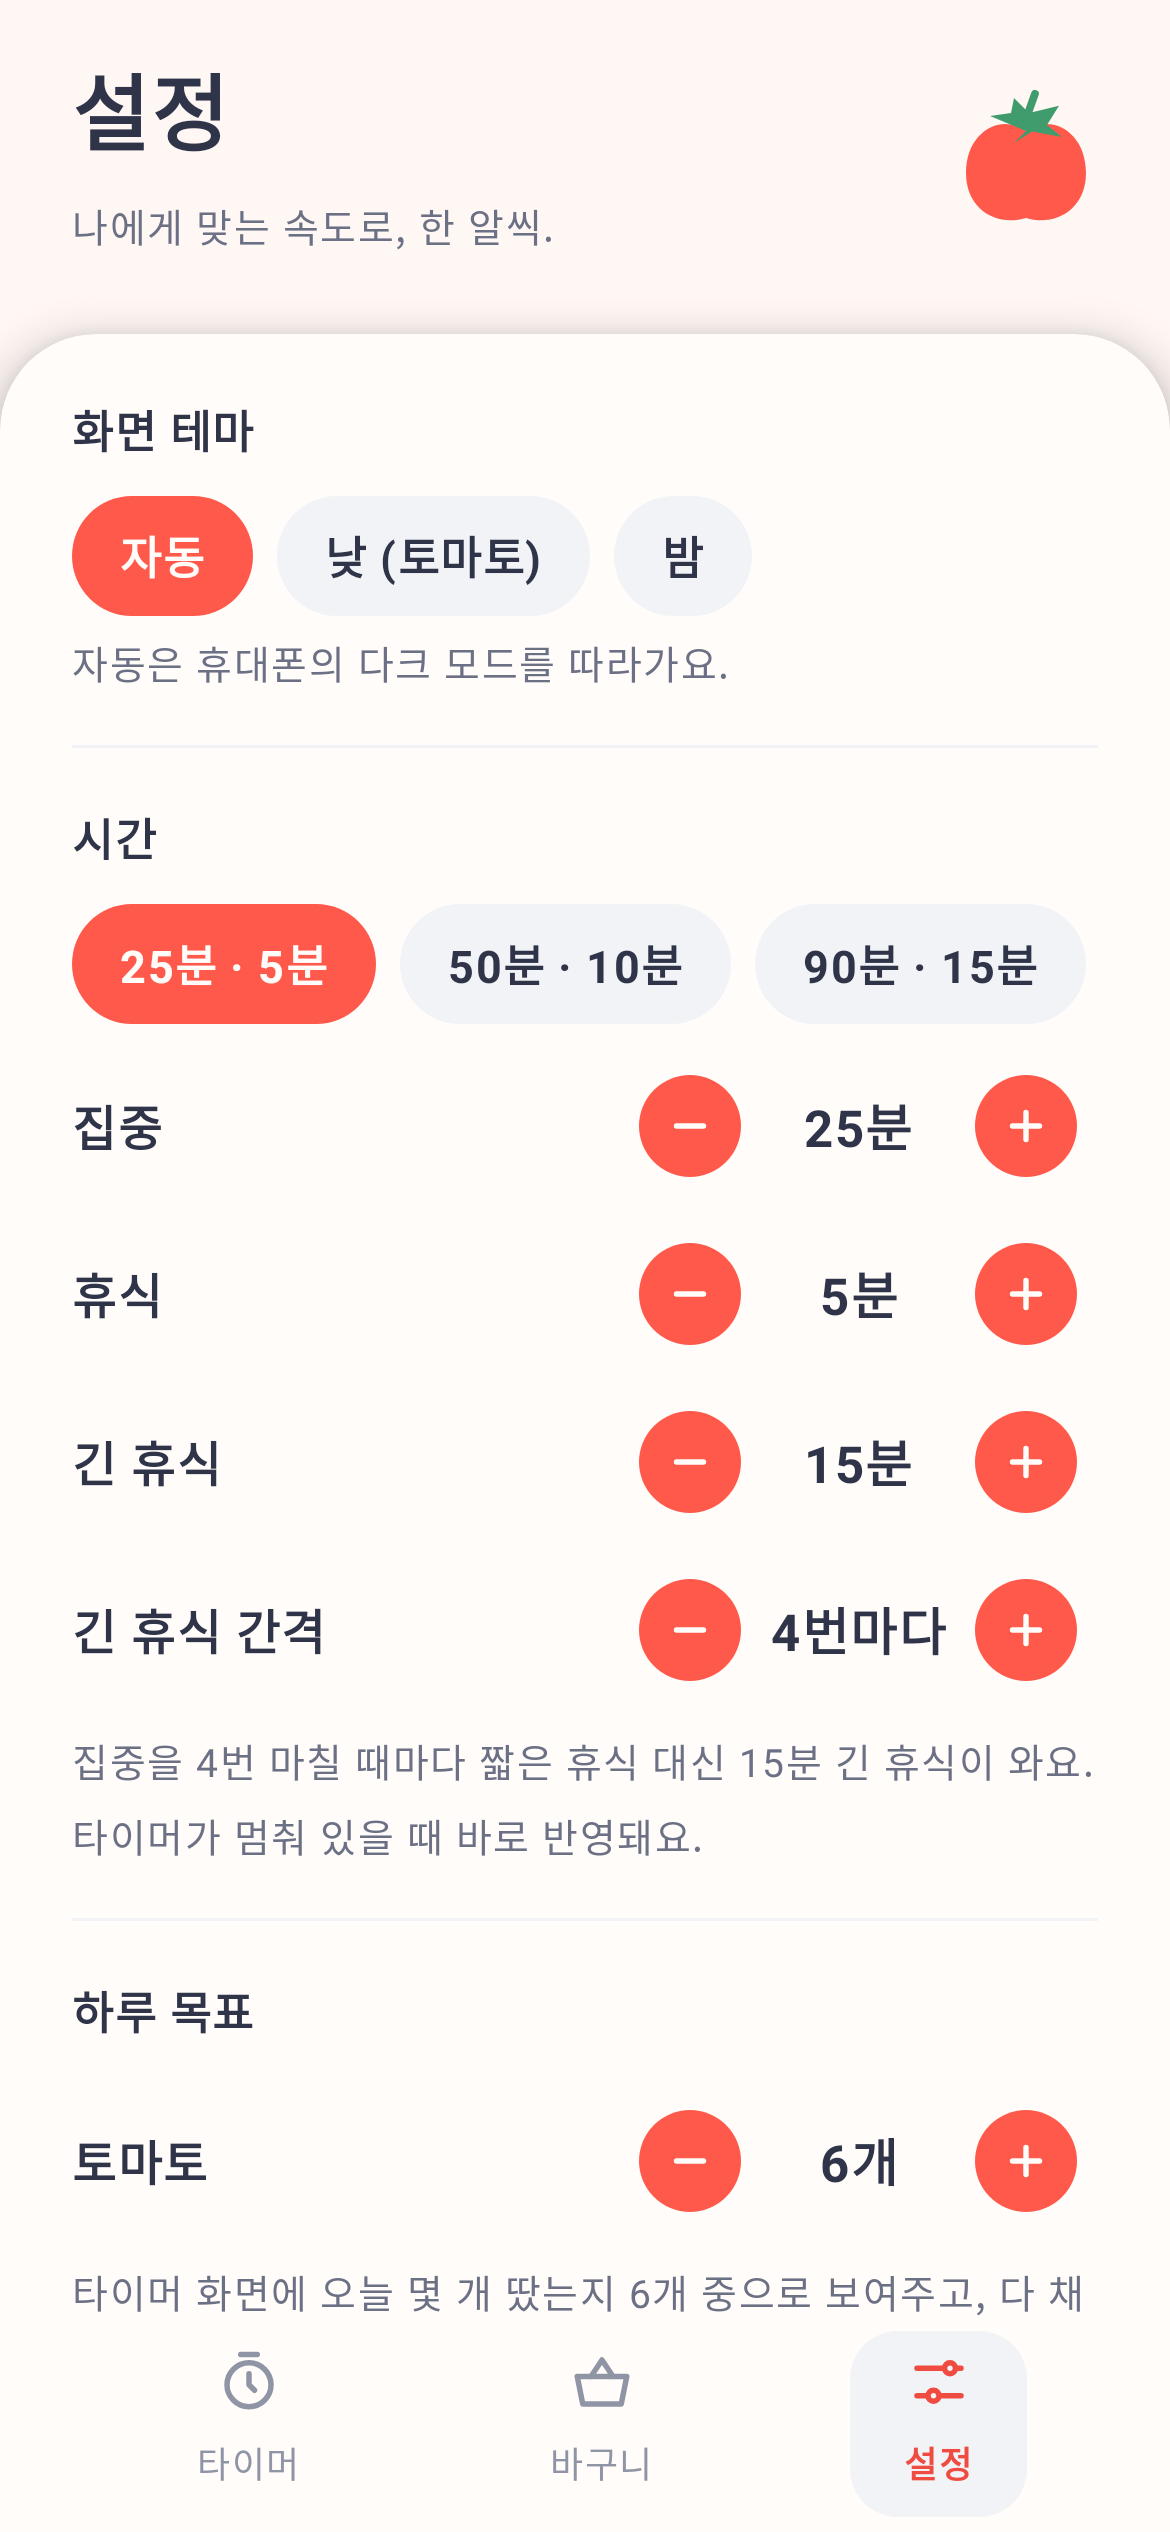 설정
나에게 맞는 속도로, 한 알씩.
화면 테마
자동 낮 (토마토) 밤
자동은 휴대폰의 다크 모드를 따라가요.
시간
25분 · 5분 50분 · 10분 90분 · 15분
집중 25분
휴식 5분
긴 휴식 15분
긴 휴식 간격 4번마다
집중을 4번 마칠 때마다 짧은 휴식 대신 15분 긴 휴식이 와요.
타이머가 멈춰 있을 때 바로 반영돼요.
하루 목표
토마토 6개
타이머 화면에 오늘 몇 개 땄는지 6개 중으로 보여주고, 다 채
타이머 바구니 설정